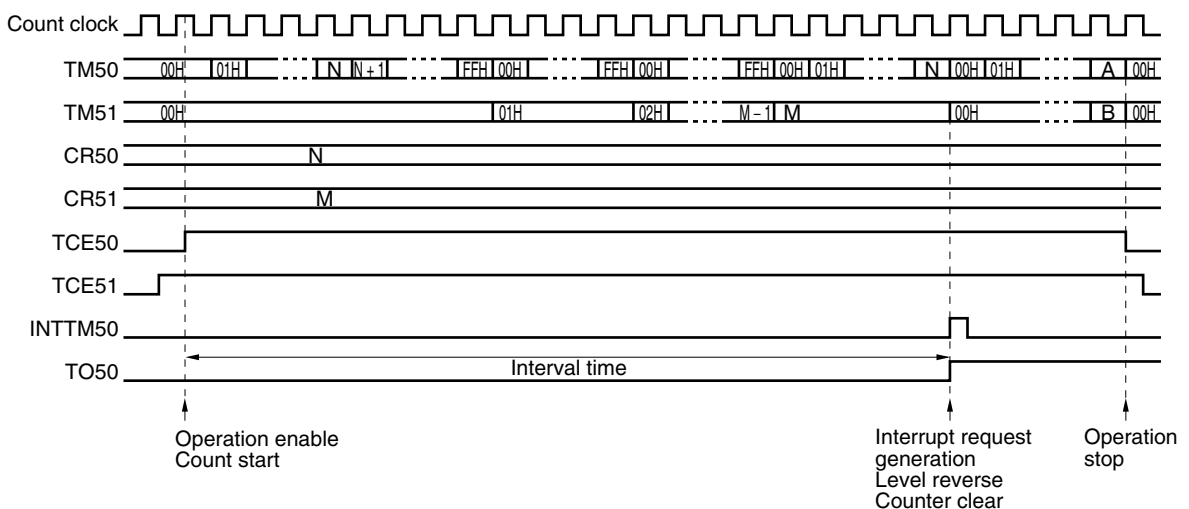 Count clock
TM50 00H 01H N N + 1 FFH 00H FFH 00H FFH 00H 01H N 00H 01H A 00H
TM51 00H 01H 02H M − 1 M 00H B 00H
CR50 N
CR51 M
TCE50
TCE51
INTTM50
TO50 Interval time
Operation enable
Count start
Interrupt request
generation
Level reverse
Counter clear
Operation
stop